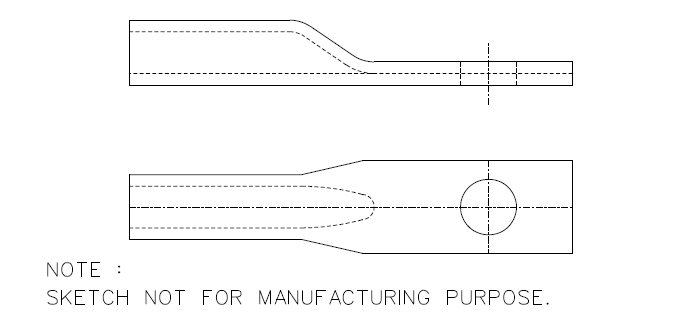 NOTE :
SKETCH NOT FOR MANUFACTURING PURPOSE.